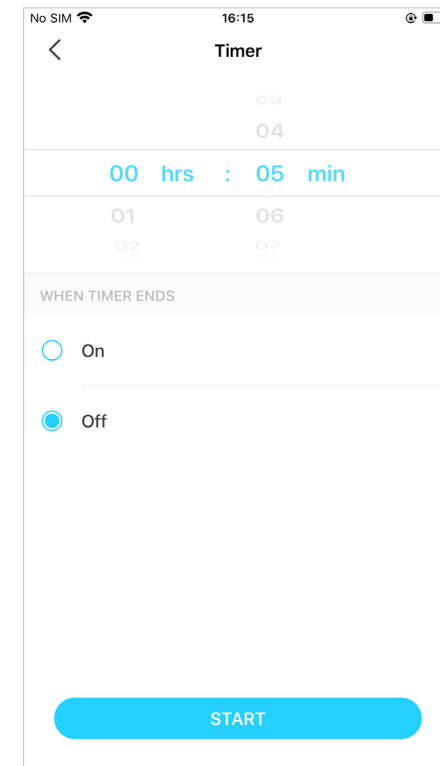 No SIM 16:15
Timer
03
04
00 hrs : 05 min
01 06
02 07
WHEN TIMER ENDS
On
Off
START